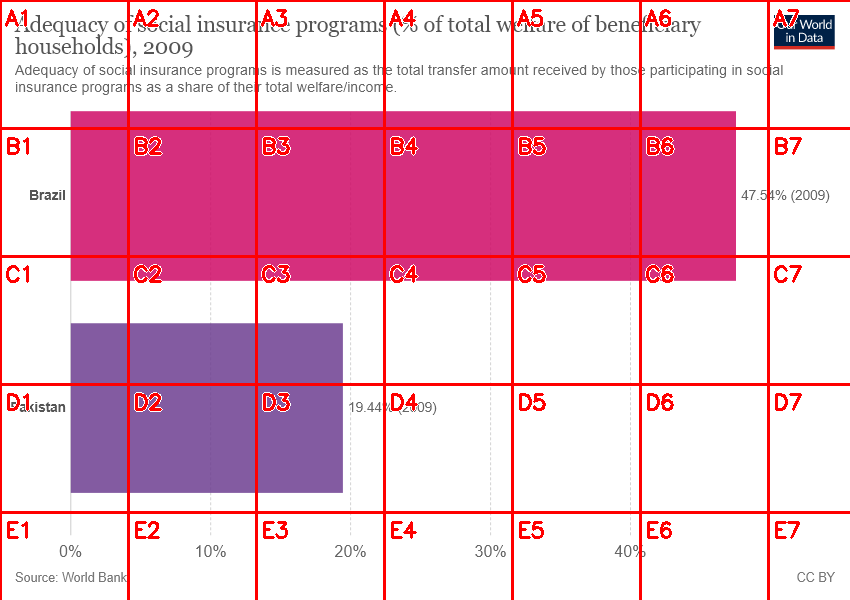 Adequacy of social insurance programs (% of total welfare of beneficiary
households), 2009
Our World
in Data
Adequacy of social insurance programs is measured as the total transfer amount received by those participating in social
insurance programs as a share of their total welfare/income.
A1 A2 A3 A4 A5 A6 A7
B1 B2 B3 B4 B5 B6 B7
Brazil 47.54% (2009)
C1 C2 C3 C4 C5 C6 C7
D1 D2 D3 D4 D5 D6 D7
Pakistan 19.44% (2009)
E1 E2 E3 E4 E5 E6 E7
0% 10% 20% 30% 40%
Source: World Bank CC BY